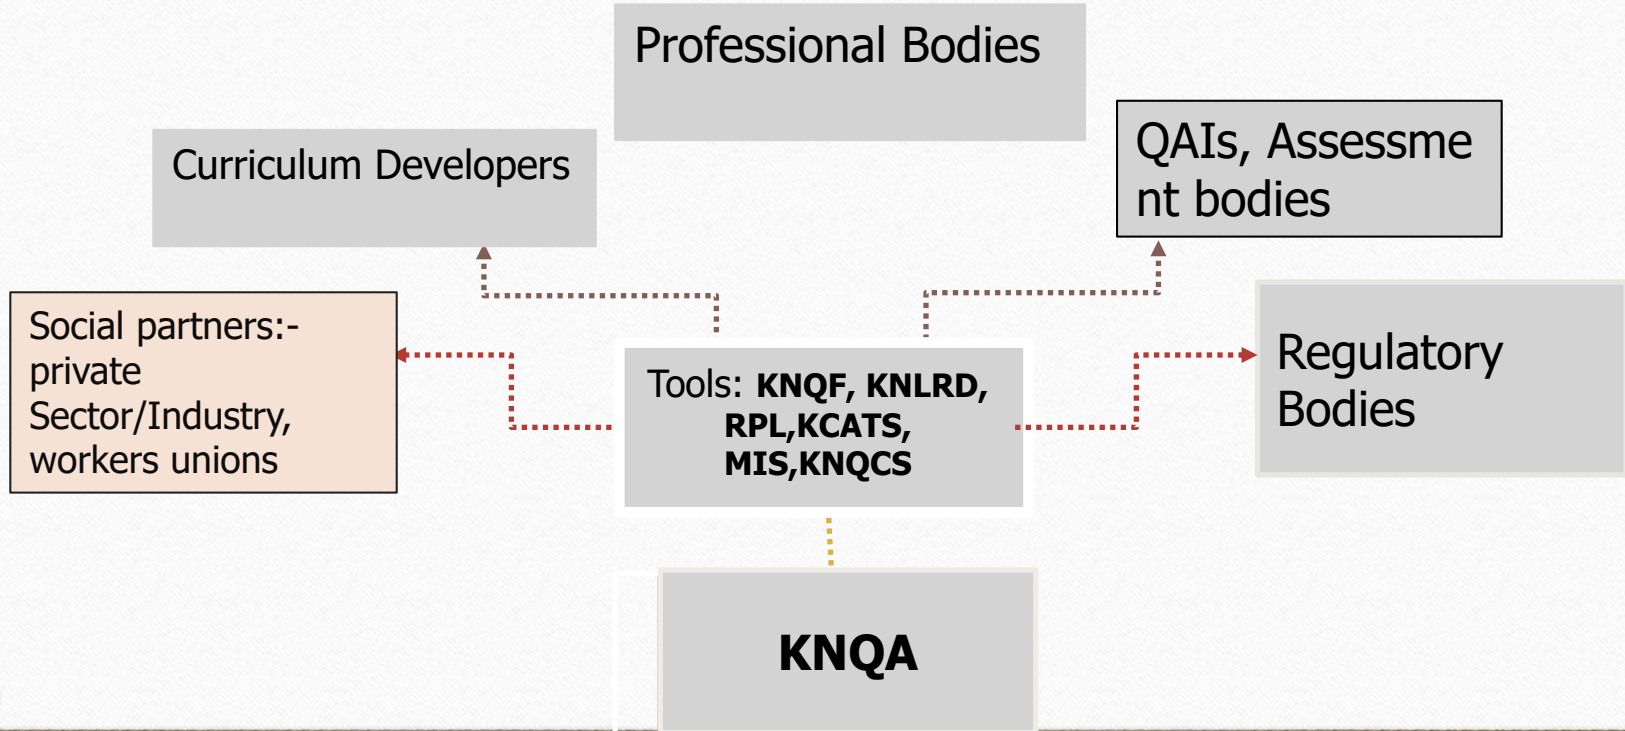 Professional Bodies
Curriculum Developers
QAIs, Assessme
nt bodies
Social partners:-
private
Sector/Industry,
workers unions
Tools: KNQF, KNLRD,
RPL,KCATS,
MIS,KNQCS
Regulatory
Bodies
KNQA